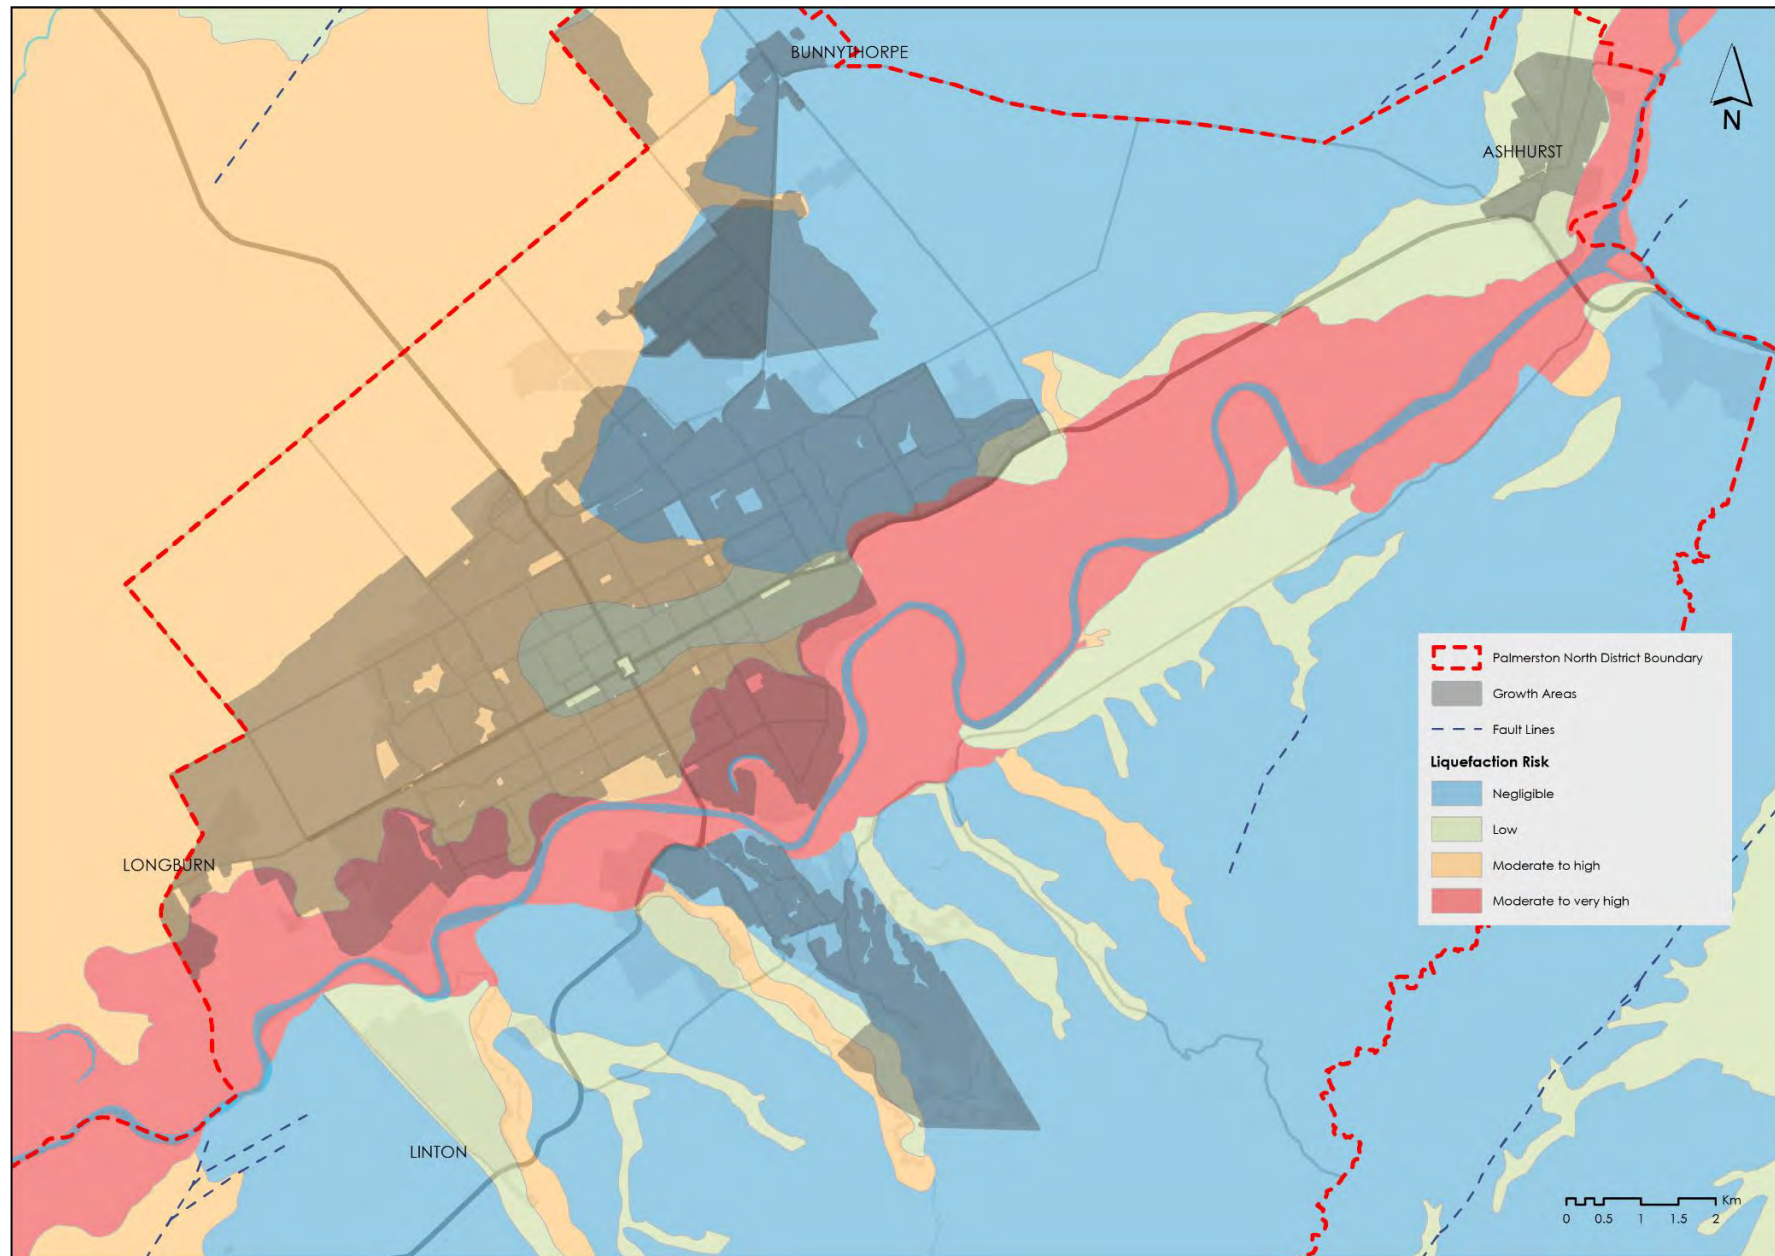 BUNNYTHORPE
N
ASHHURST
Palmerston North District Boundary
Growth Areas
Fault Lines
Liquefaction Risk
Negligible
Low
Moderate to high
Moderate to very high
LONGBURN
LINTON
Km
0 0.5 1 1.5 2